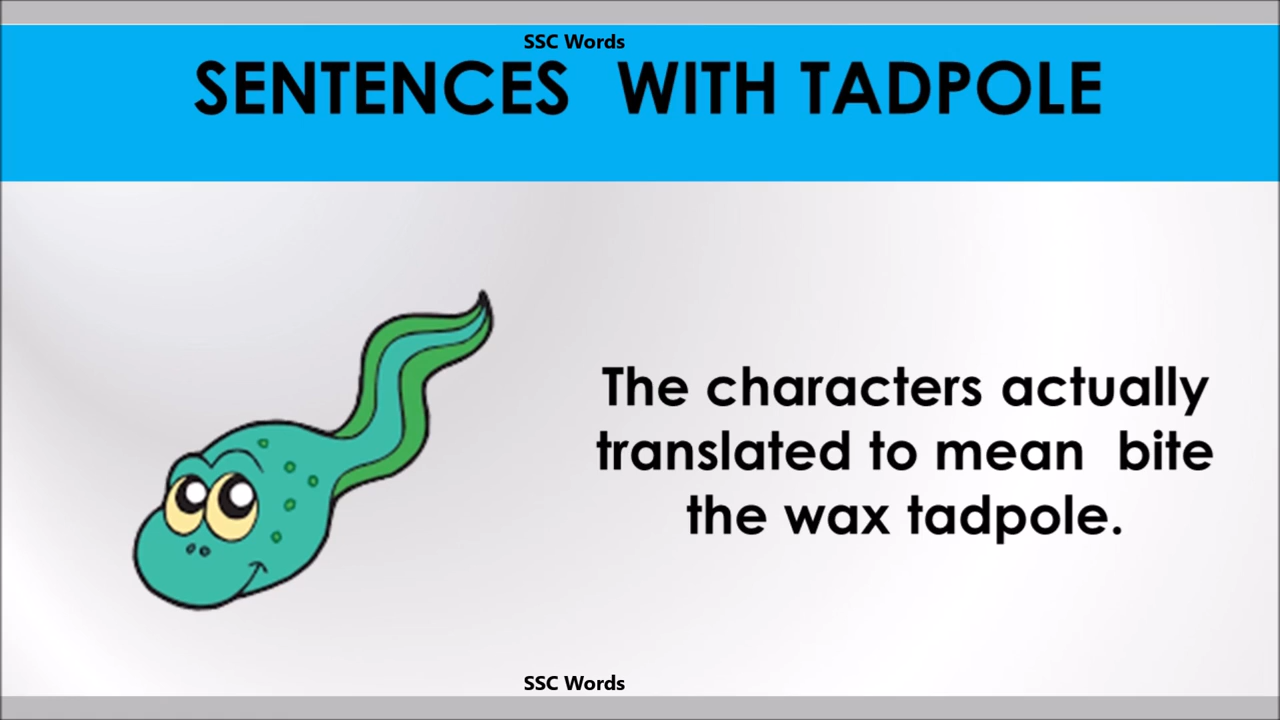 SSC Words
SENTENCES WITH TADPOLE
The characters actually
translated to mean bite
the wax tadpole.
SSC Words